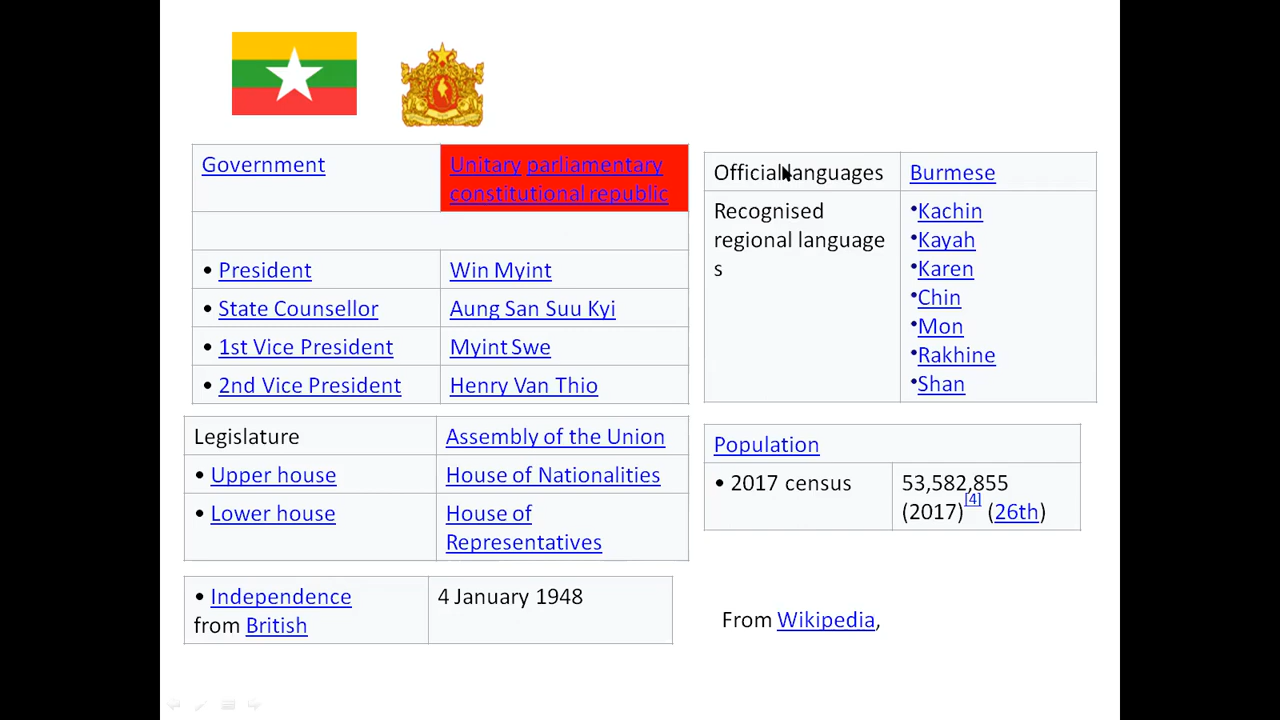 Government
Unitary parliamentary
constitutional republic
• President
Win Myint
• State Counsellor
Aung San Suu Kyi
• 1st Vice President
Myint Swe
• 2nd Vice President
Henry Van Thio
Legislature
Assembly of the Union
• Upper house
House of Nationalities
• Lower house
House of
Representatives
• Independence
from British
4 January 1948
Official languages
Burmese
Recognised
regional language
s
•Kachin
•Kayah
•Karen
•Chin
•Mon
•Rakhine
•Shan
Population
• 2017 census
53,582,855
(2017)[4] (26th)
From Wikipedia,